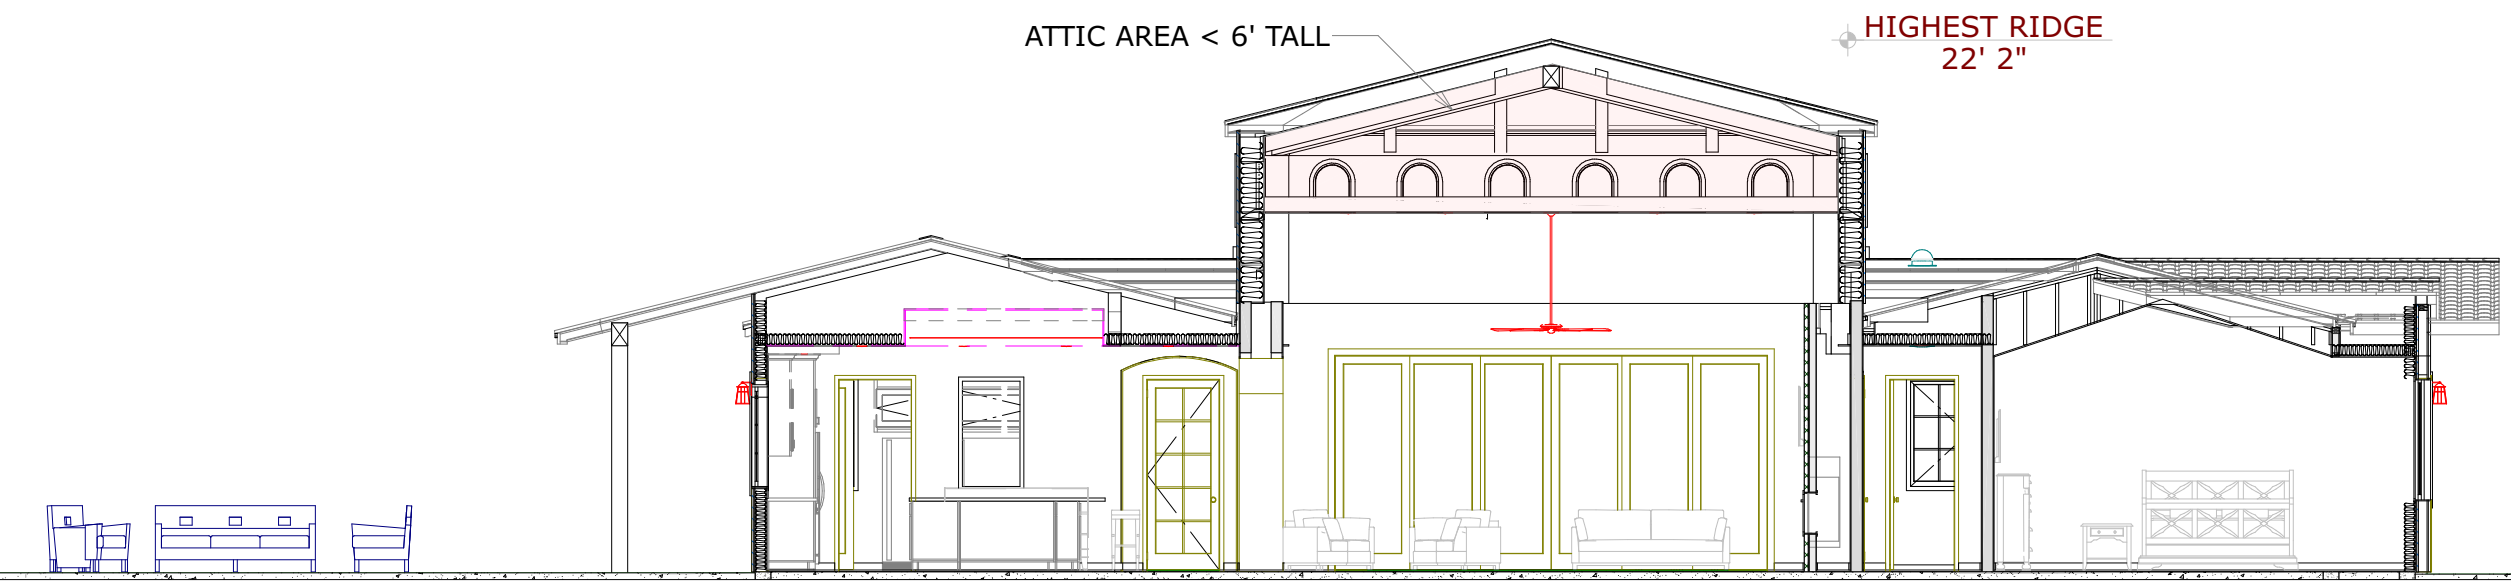 ATTIC AREA < 6' TALL
HIGHEST RIDGE
22' 2"